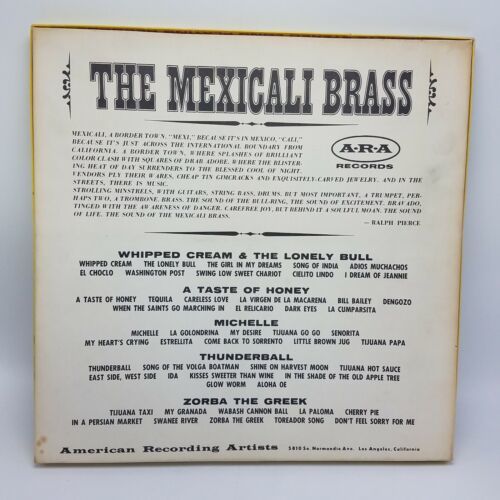 THE MEXICALI BRASS
MEXICALI, A BORDER TOWN. "MEXI," BECAUSE IT'S IN MEXICO, "CALI,"
BECAUSE IT'S JUST ACROSS THE INTERNATIONAL BOUNDARY FROM
CALIFORNIA. A BORDER TOWN, WHERE SPLASHES OF BRILLIANT
COLOR CLASH WITH SQUARES OF DRAB ADOBE. WHERE THE BLISTER-
ING HEAT OF DAY SURRENDERS TO THE BLESSED COOL OF NIGHT.
VENDORS PLY THEIR WARES, CHEAP TIN GIMCRACKS AND EXQUISITELY-CARVED JEWELRY. AND IN THE
STREETS, THERE IS MUSIC.
STROLLING MINSTRELS, WITH GUITARS, STRING BASS, DRUMS, BUT MOST IMPORTANT, A TRUMPET, PER-
HAPS TWO, A TROMBONE. BRASS. THE SOUND OF THE BULL-RING, THE SOUND OF EXCITEMENT. BRAVADO,
TINGED WITH THE AWARENESS OF DANGER. CAREFREE JOY, BUT BEHIND IT A SOULFUL MOAN. THE SOUND
OF LIFE. THE SOUND OF THE MEXICALI BRASS.
— RALPH PIERCE
A·R·A
RECORDS
WHIPPED CREAM & THE LONELY BULL
WHIPPED CREAM THE LONELY BULL THE GIRL IN MY DREAMS SONG OF INDIA ADIOS MUCHACHOS
EL CHOCLO WASHINGTON POST SWING LOW SWEET CHARIOT CIELITO LINDO I DREAM OF JEANNIE
A TASTE OF HONEY
A TASTE OF HONEY TEQUILA CARELESS LOVE LA VIRGEN DE LA MACARENA BILL BAILEY DENGOZO
WHEN THE SAINTS GO MARCHING IN EL RELICARIO DARK EYES LA CUMPARSITA
MICHELLE
MICHELLE LA GOLONDRINA MY DESIRE TIJUANA GO GO SENORITA
MY HEART'S CRYING ESTRELLITA COME BACK TO SORRENTO LITTLE BROWN JUG TIJUANA PAPA
THUNDERBALL
THUNDERBALL SONG OF THE VOLGA BOATMAN SHINE ON HARVEST MOON TIJUANA HOT SAUCE
EAST SIDE, WEST SIDE IDA KISSES SWEETER THAN WINE IN THE SHADE OF THE OLD APPLE TREE
GLOW WORM ALOHA OE
ZORBA THE GREEK
TIJUANA TAXI MY GRANADA WABASH CANNON BALL LA PALOMA CHERRY PIE
IN A PERSIAN MARKET SWANEE RIVER ZORBA THE GREEK TOREADOR SONG DON'T FEEL SORRY FOR ME
American Recording Artists 5810 So. Normandie Ave. Los Angeles, California